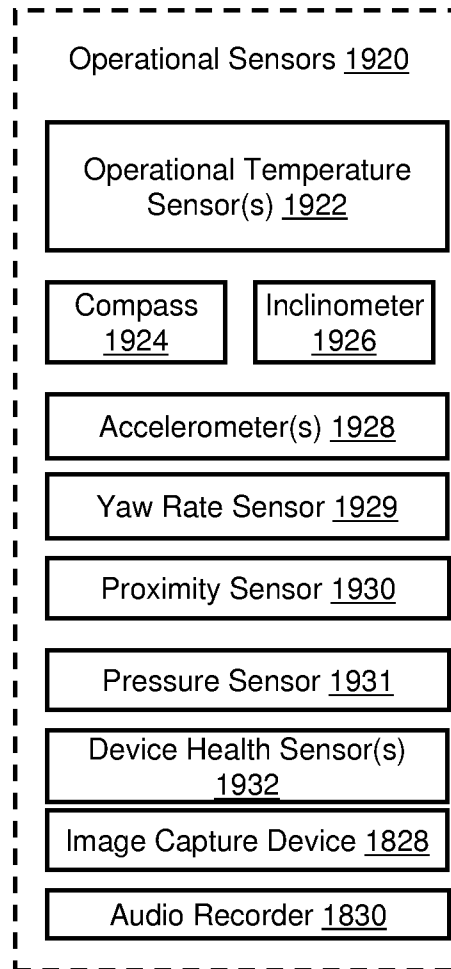 Operational Sensors 1920
Operational Temperature
Sensor(s) 1922
Compass
1924
Inclinometer
1926
Accelerometer(s) 1928
Yaw Rate Sensor 1929
Proximity Sensor 1930
Pressure Sensor 1931
Device Health Sensor(s)
1932
Image Capture Device 1828
Audio Recorder 1830